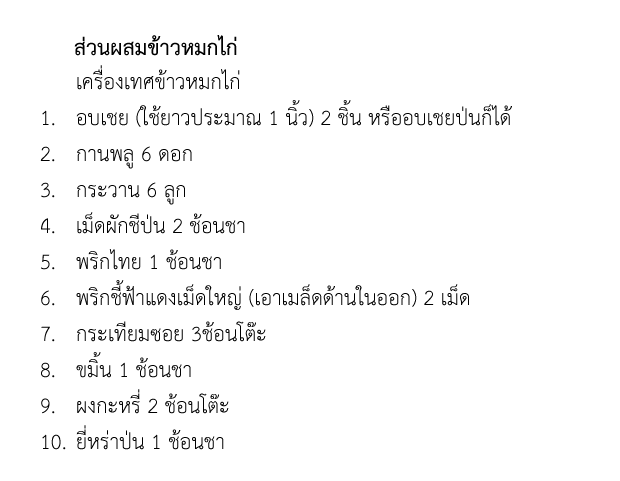 ส่วนผสมข้าวหมกไก่
เครื่องเทศข้าวหมกไก่
1. อบเชย (ใช้ยาวประมาณ 1 นิ้ว) 2 ชิ้น หรืออบเชยป่นก็ได้
2. กานพลู 6 ดอก
3. กระวาน 6 ลูก
4. เม็ดผักชีป่น 2 ช้อนชา
5. พริกไทย 1 ช้อนชา
6. พริกชี้ฟ้าแดงเม็ดใหญ่ (เอาเมล็ดด้านในออก) 2 เม็ด
7. กระเทียมซอย 3ช้อนโต๊ะ
8. ขมิ้น 1 ช้อนชา
9. ผงกะหรี่ 2 ช้อนโต๊ะ
10. ยี่หร่าป่น 1 ช้อนชา